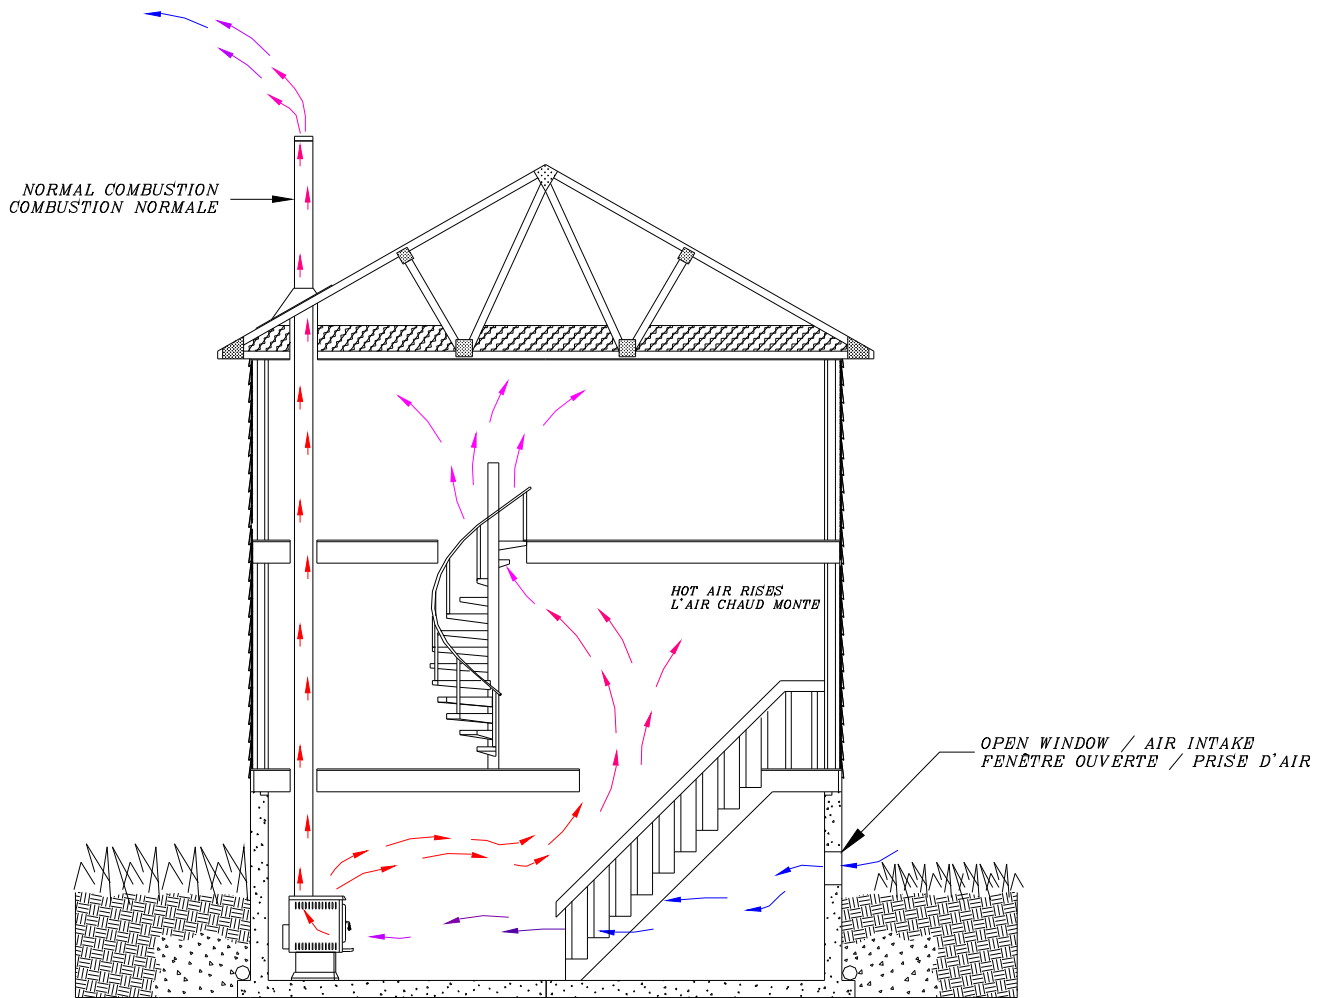 NORMAL COMBUSTION
COMBUSTION NORMALE
HOT AIR RISES
L'AIR CHAUD MONTE
OPEN WINDOW / AIR INTAKE
FENÊTRE OUVERTE / PRISE D'AIR